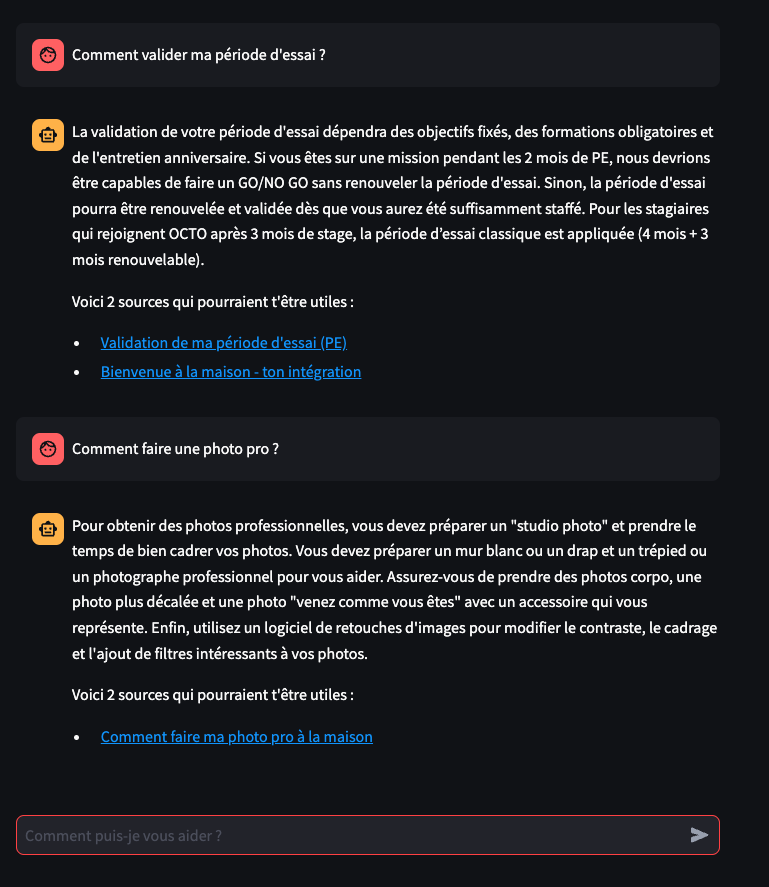 Comment valider ma période d'essai ?
La validation de votre période d'essai dépendra des objectifs fixés, des formations obligatoires et
de l'entretien anniversaire. Si vous êtes sur une mission pendant les 2 mois de PE, nous devrions
être capables de faire un GO/NO GO sans renouveler la période d'essai. Sinon, la période d'essai
pourra être renouvelée et validée dès que vous aurez été suffisamment staffé. Pour les stagiaires
qui rejoignent OCTO après 3 mois de stage, la période d’essai classique est appliquée (4 mois + 3
mois renouvelable).
Voici 2 sources qui pourraient t'être utiles :
• Validation de ma période d'essai (PE)
• Bienvenue à la maison - ton intégration
Comment faire une photo pro ?
Pour obtenir des photos professionnelles, vous devez préparer un "studio photo" et prendre le
temps de bien cadrer vos photos. Vous devez préparer un mur blanc ou un drap et un trépied ou
un photographe professionnel pour vous aider. Assurez-vous de prendre des photos corpo, une
photo plus décalée et une photo "venez comme vous êtes" avec un accessoire qui vous
représente. Enfin, utilisez un logiciel de retouches d'images pour modifier le contraste, le cadrage
et l'ajout de filtres intéressants à vos photos.
Voici 2 sources qui pourraient t'être utiles :
• Comment faire ma photo pro à la maison
Comment puis-je vous aider ?